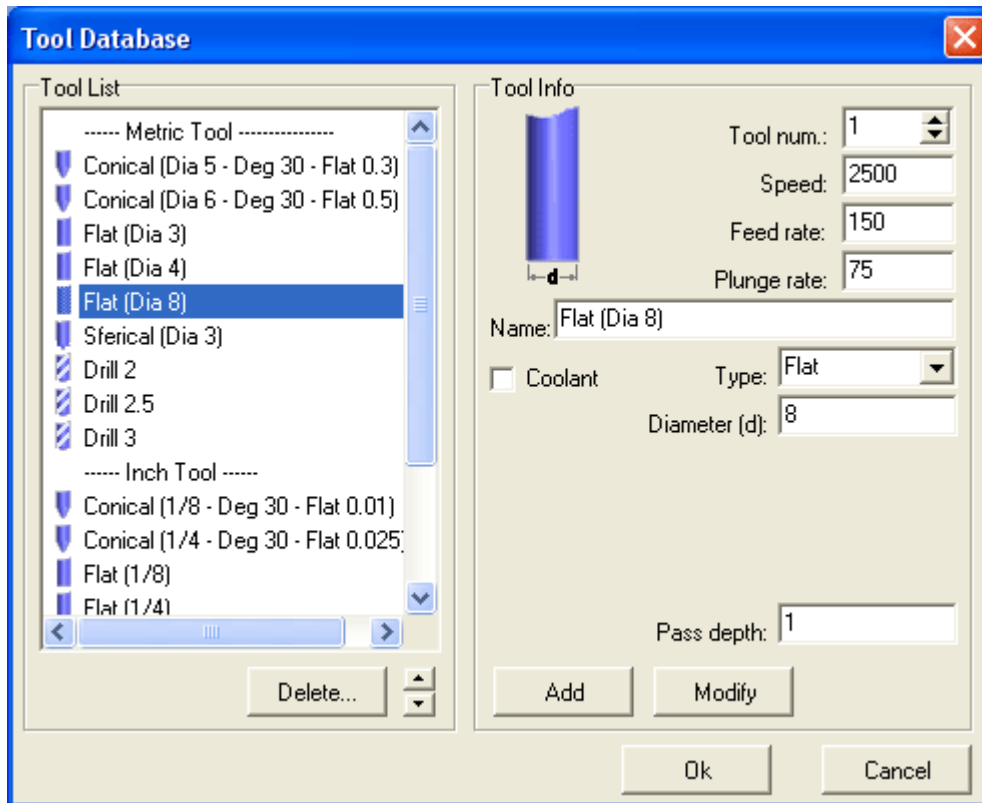 Tool Database
Tool List
------ Metric Tool ----------------
Conical (Dia 5 - Deg 30 - Flat 0.3)
Conical (Dia 6 - Deg 30 - Flat 0.5)
Flat (Dia 3)
Flat (Dia 4)
Flat (Dia 8)
Sferical (Dia 3)
Drill 2
Drill 2.5
Drill 3
------ Inch Tool ------
Conical (1/8 - Deg 30 - Flat 0.01)
Conical (1/4 - Deg 30 - Flat 0.025)
Flat (1/8)
Flat (1/4)
Delete...
Tool Info
d
Tool num.: 1
Speed: 2500
Feed rate: 150
Plunge rate: 75
Name: Flat (Dia 8)
Coolant
Type: Flat
Diameter (d): 8
Pass depth: 1
Add
Modify
Ok
Cancel